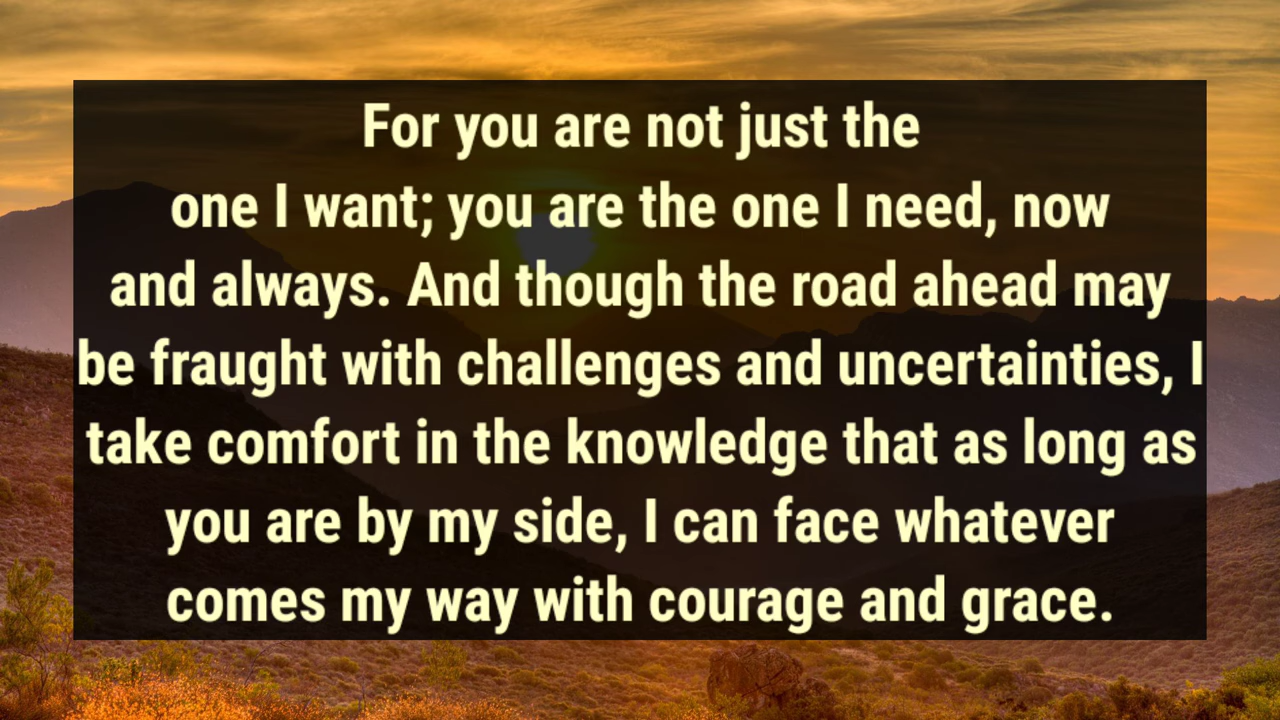 For you are not just the
one I want; you are the one I need, now
and always. And though the road ahead may
be fraught with challenges and uncertainties, I
take comfort in the knowledge that as long as
you are by my side, I can face whatever
comes my way with courage and grace.